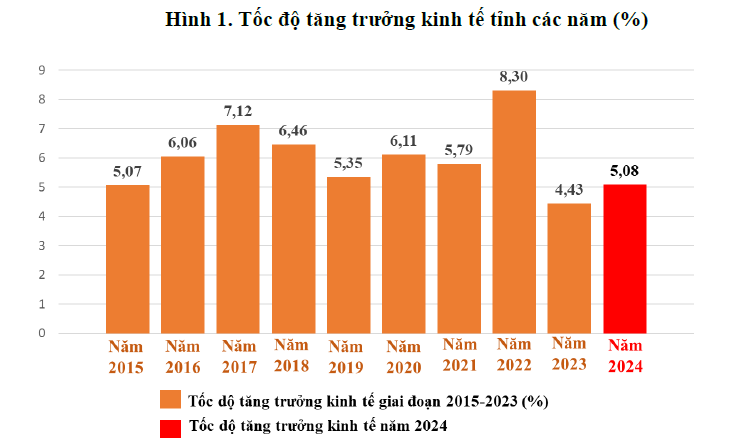 Hình 1. Tốc độ tăng trưởng kinh tế tỉnh các năm (%)
9
8
7
6
5
4
3
2
1
0
5,07
6,06
7,12
6,46
5,35
6,11
5,79
8,30
4,43
5,08
Năm 2015
Năm 2016
Năm 2017
Năm 2018
Năm 2019
Năm 2020
Năm 2021
Năm 2022
Năm 2023
Năm 2024
Tốc dộ tăng trưởng kinh tế giai đoạn 2015-2023 (%)
Tốc dộ tăng trưởng kinh tế năm 2024